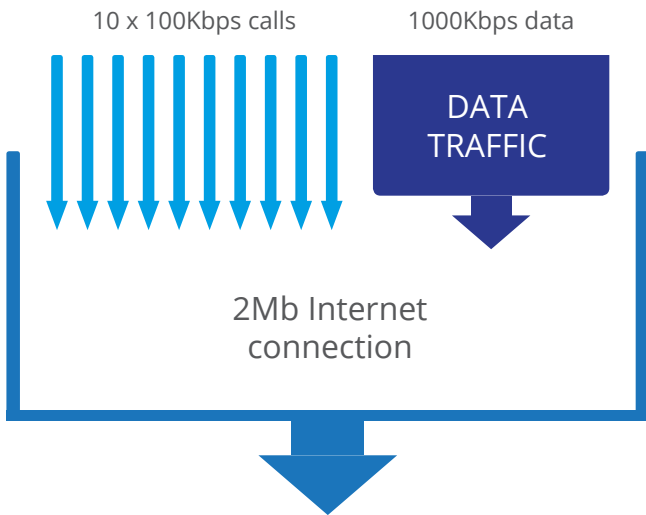 10 x 100Kbps calls
1000Kbps data
DATA
TRAFFIC
2Mb Internet
connection